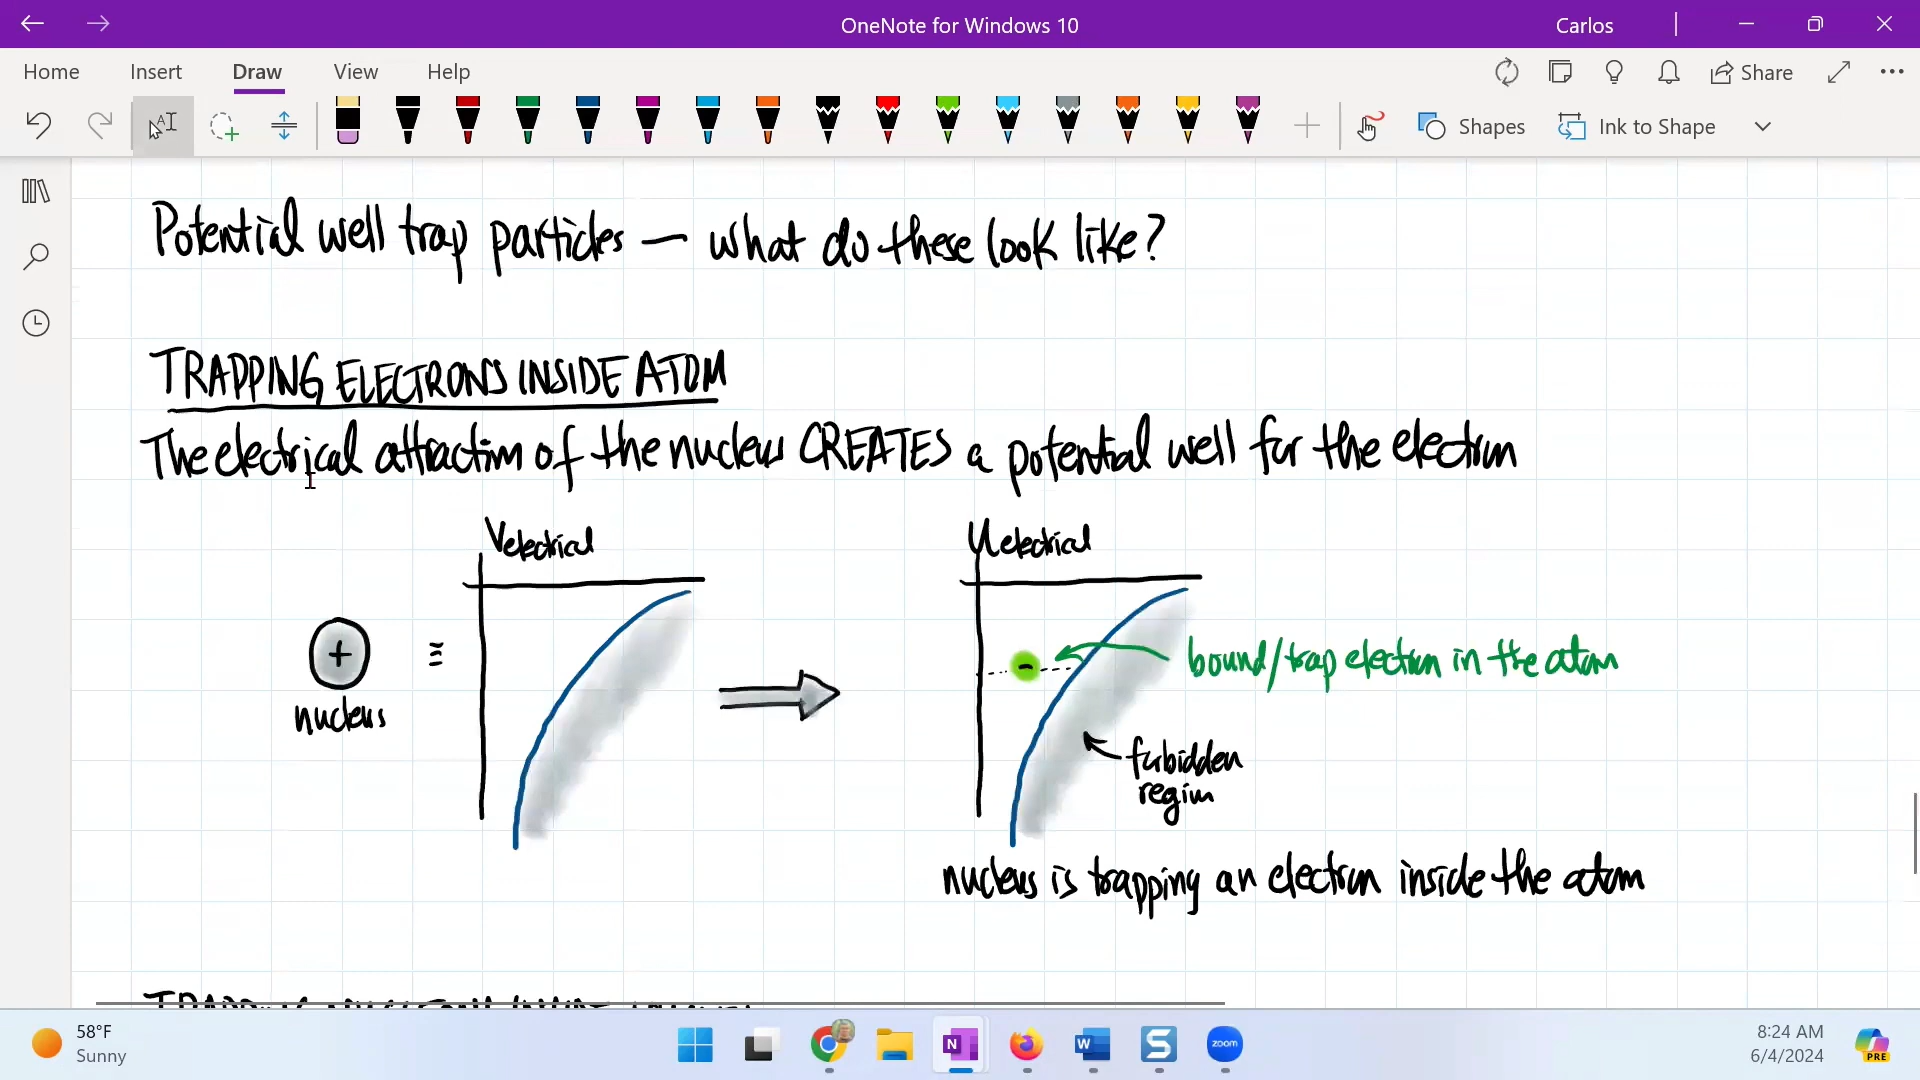 OneNote for Windows 10
Carlos
Home Insert Draw View Help
Share
Shapes
Ink to Shape
Potential well trap particles — what do these look like?
TRAPPING ELECTRONS INSIDE ATOM
The electrical attraction of the nucleus CREATES a potential well for the electron
Velectrical
Uelectrical
+
≡
nucleus
-
bound/trap electron in the atom
forbidden
region
nucleus is trapping an electron inside the atom
58°F
Sunny
zoom
8:24 AM
6/4/2024
PRE